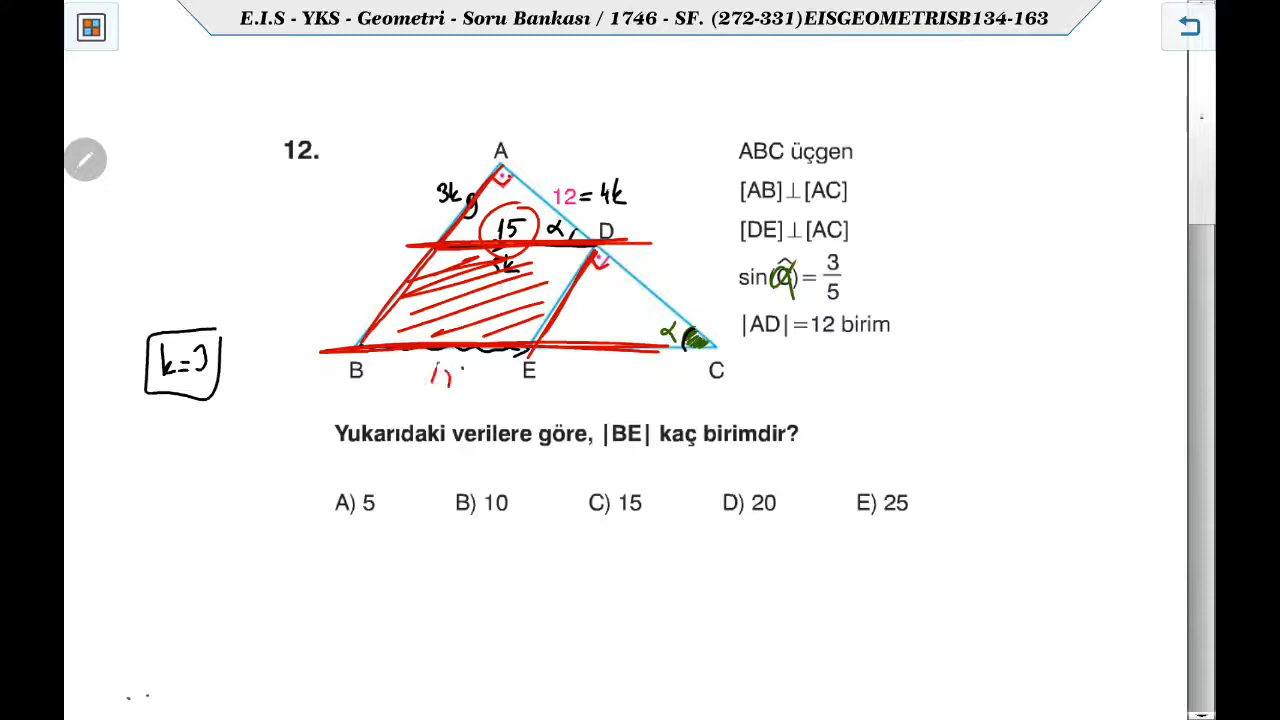 E.I.S - YKS - Geometri - Soru Bankası / 1746 - SF. (272-331)EISGEOMETRISB134-163
12.
A
ABC üçgen
3k
12 = 4k
[AB]⊥[AC]
15
α
D
[DE]⊥[AC]
sin(α) = 3/5
α
|AD|=12 birim
k=3
B
E
C
Yukarıdaki verilere göre, |BE| kaç birimdir?
A) 5
B) 10
C) 15
D) 20
E) 25